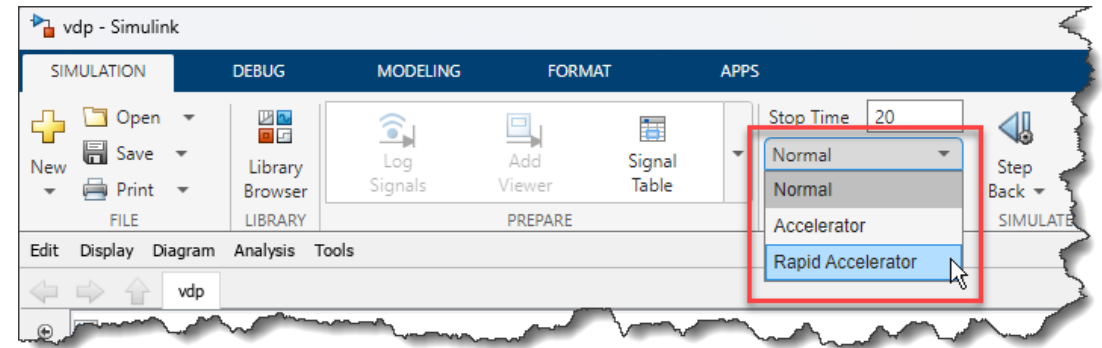 vdp - Simulink
SIMULATION DEBUG MODELING FORMAT APPS
New
Open
Save
Print
FILE
Library
Browser
LIBRARY
Log
Signals
Add
Viewer
Signal
Table
PREPARE
Stop Time 20
Normal
Normal
Accelerator
Rapid Accelerator
Step
Back
SIMULATE
Edit Display Diagram Analysis Tools
vdp